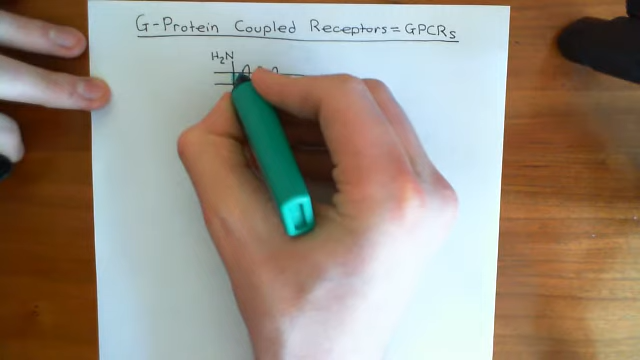 G-Protein Coupled Receptors = GPCRs
H₂N